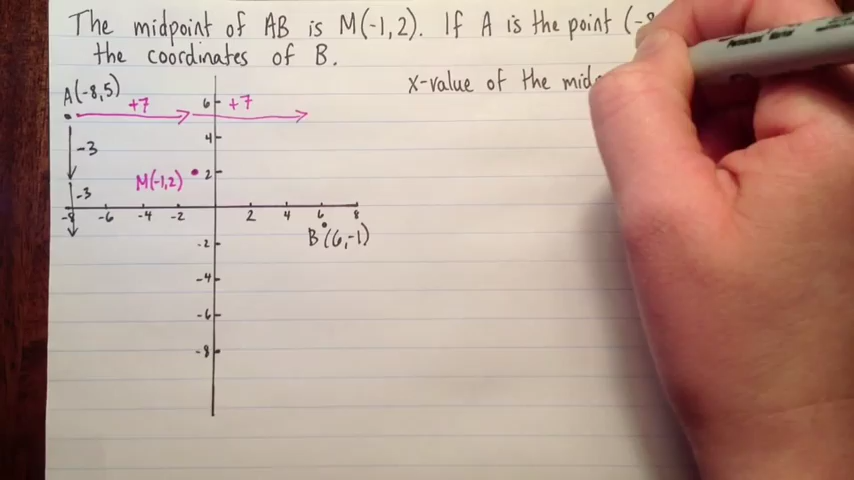 The midpoint of AB is M(-1,2). If A is the point (-8
the coordinates of B.
x-value of the mid
A(-8,5)
+7 +7
-3
M(-1,2)
-3
6
4
2
-8 -6 -4 -2 2 4 6 8
B(6,-1)
-2
-4
-6
-8